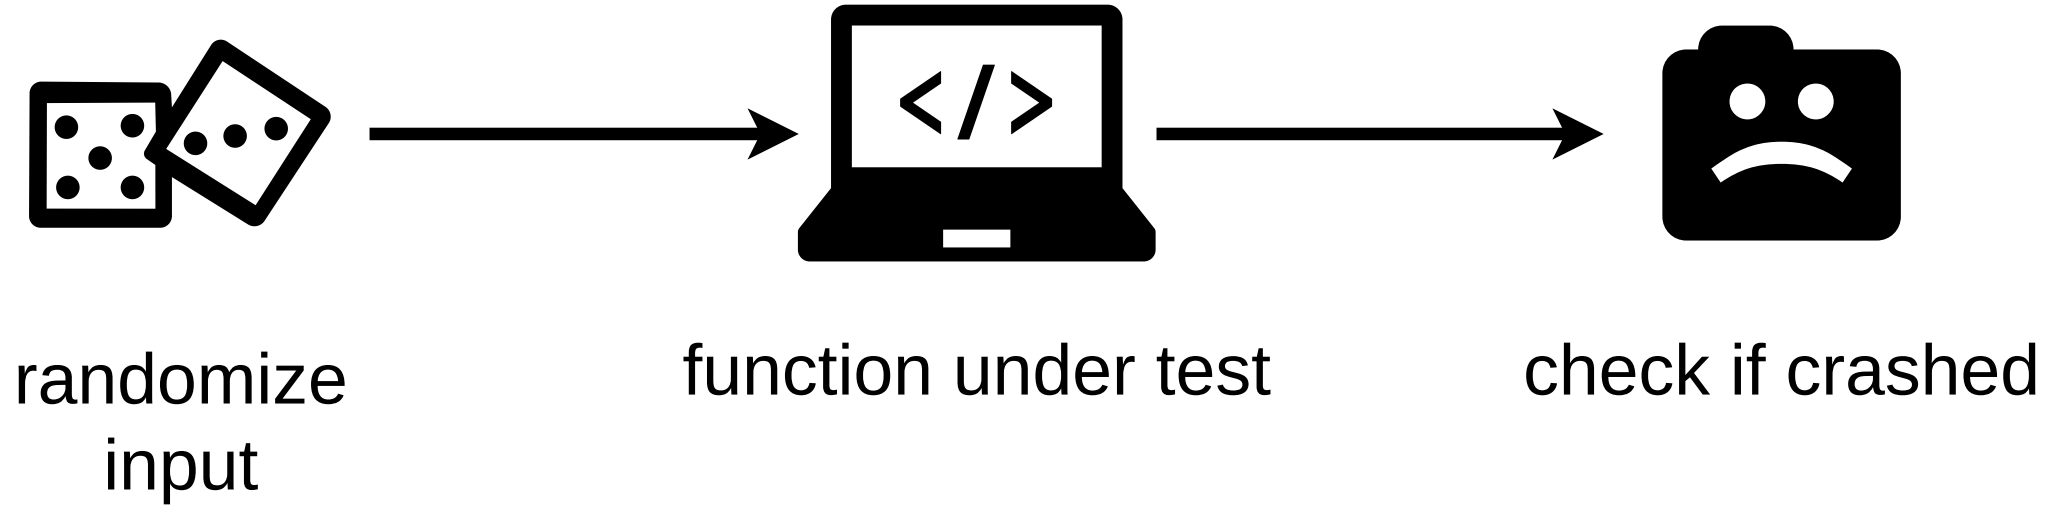 </>
randomize
input
function under test
check if crashed